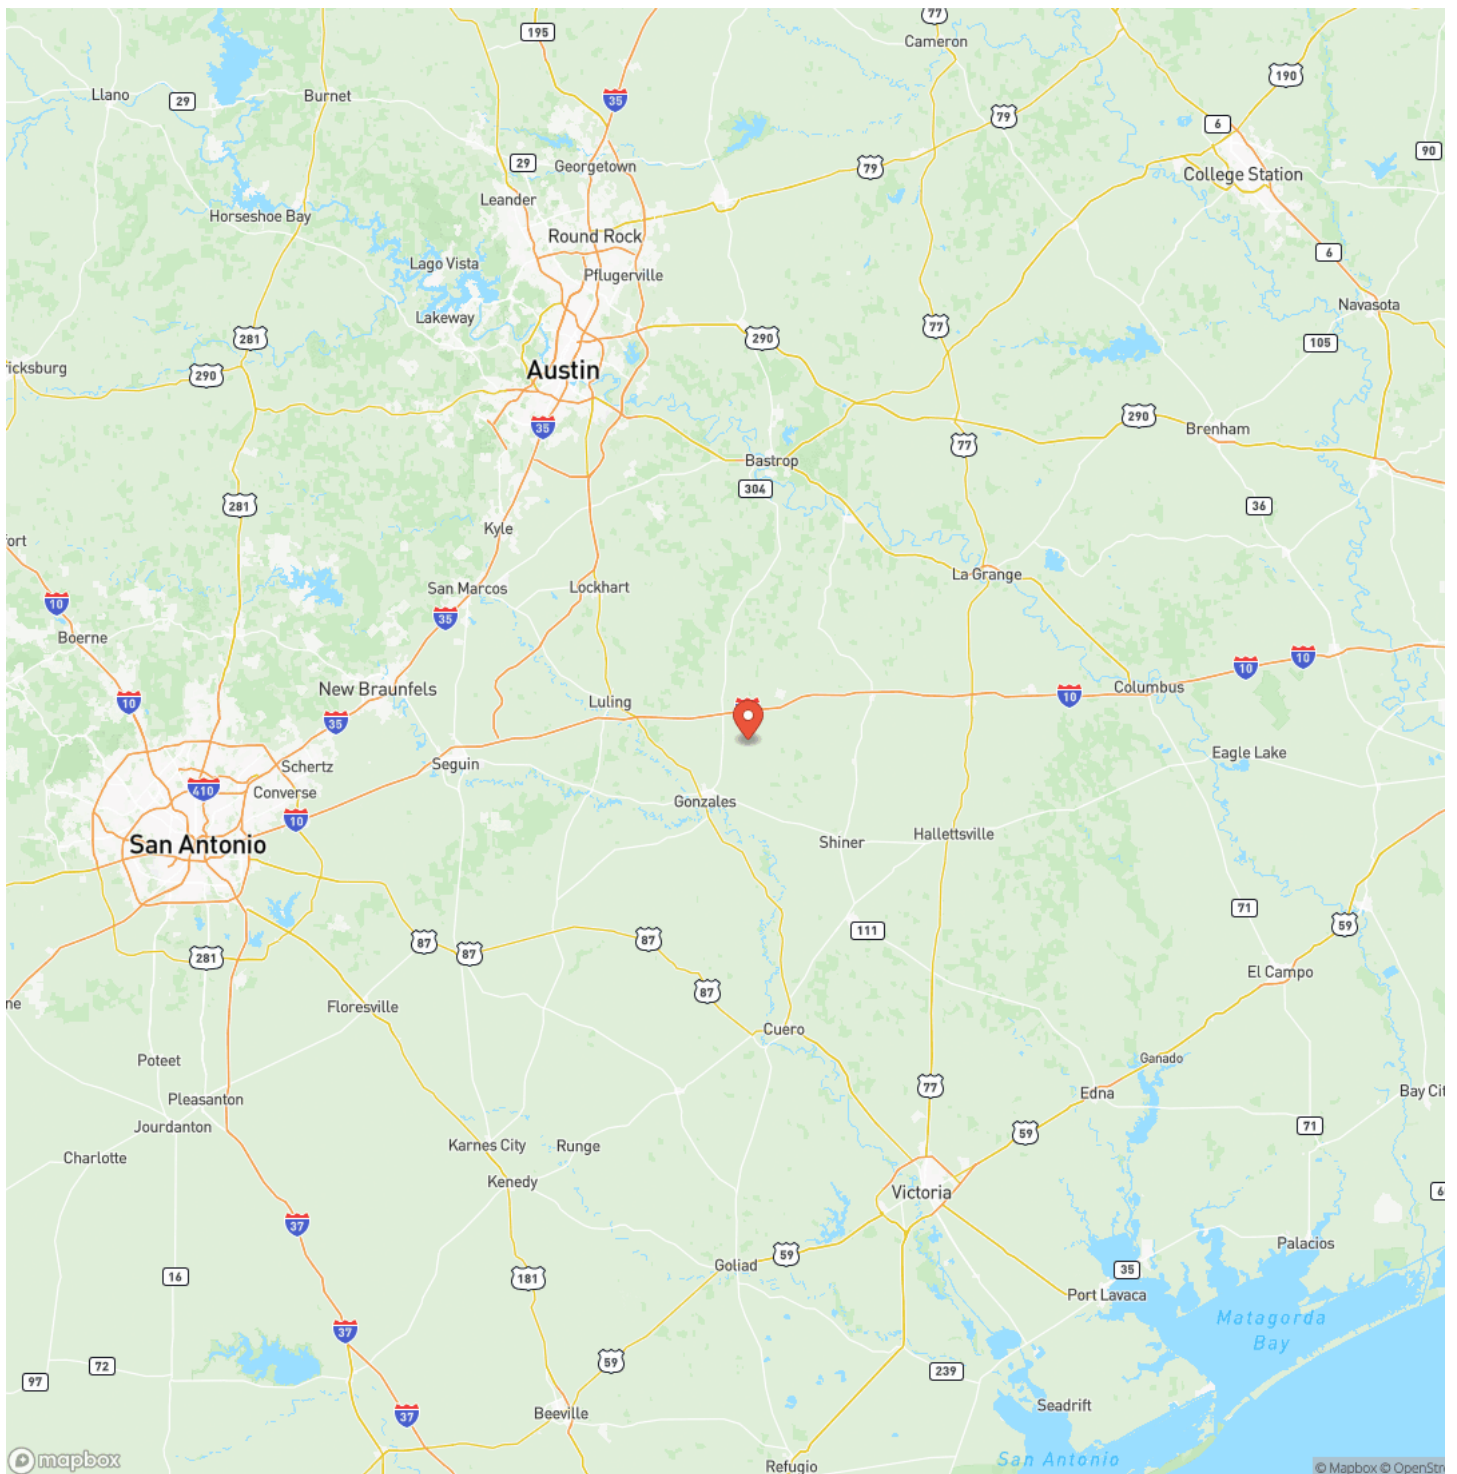 77
195
Cameron
190
Llano
29
Burnet
35
79
6
90
29
Georgetown
79
College Station
Leander
Horseshoe Bay
Round Rock
6
Lago Vista
Pflugerville
Navasota
Lakeway
77
281
290
105
ricksburg
290
Austin
35
290
Brenham
77
Bastrop
304
281
36
Kyle
fort
La Grange
San Marcos
Lockhart
10
35
Boerne
10
10
New Braunfels
Columbus
10
10
Luling
35
Eagle Lake
Schertz
Seguin
410
Converse
Gonzales
10
Hallettsville
San Antonio
Shiner
71
59
111
87
87
87
281
El Campo
87
ne
Floresville
Cuero
Poteet
Ganado
77
Edna
Bay Cit
Pleasanton
Jourdanton
71
59
Karnes City
Runge
Charlotte
Kenedy
Victoria
6
37
Palacios
59
Goliad
35
16
181
Port Lavaca
Matagorda
Bay
37
59
72
239
97
Seadrift
37
Beeville
San Antonio
mapbox
Refugio
© Mapbox © OpenStre